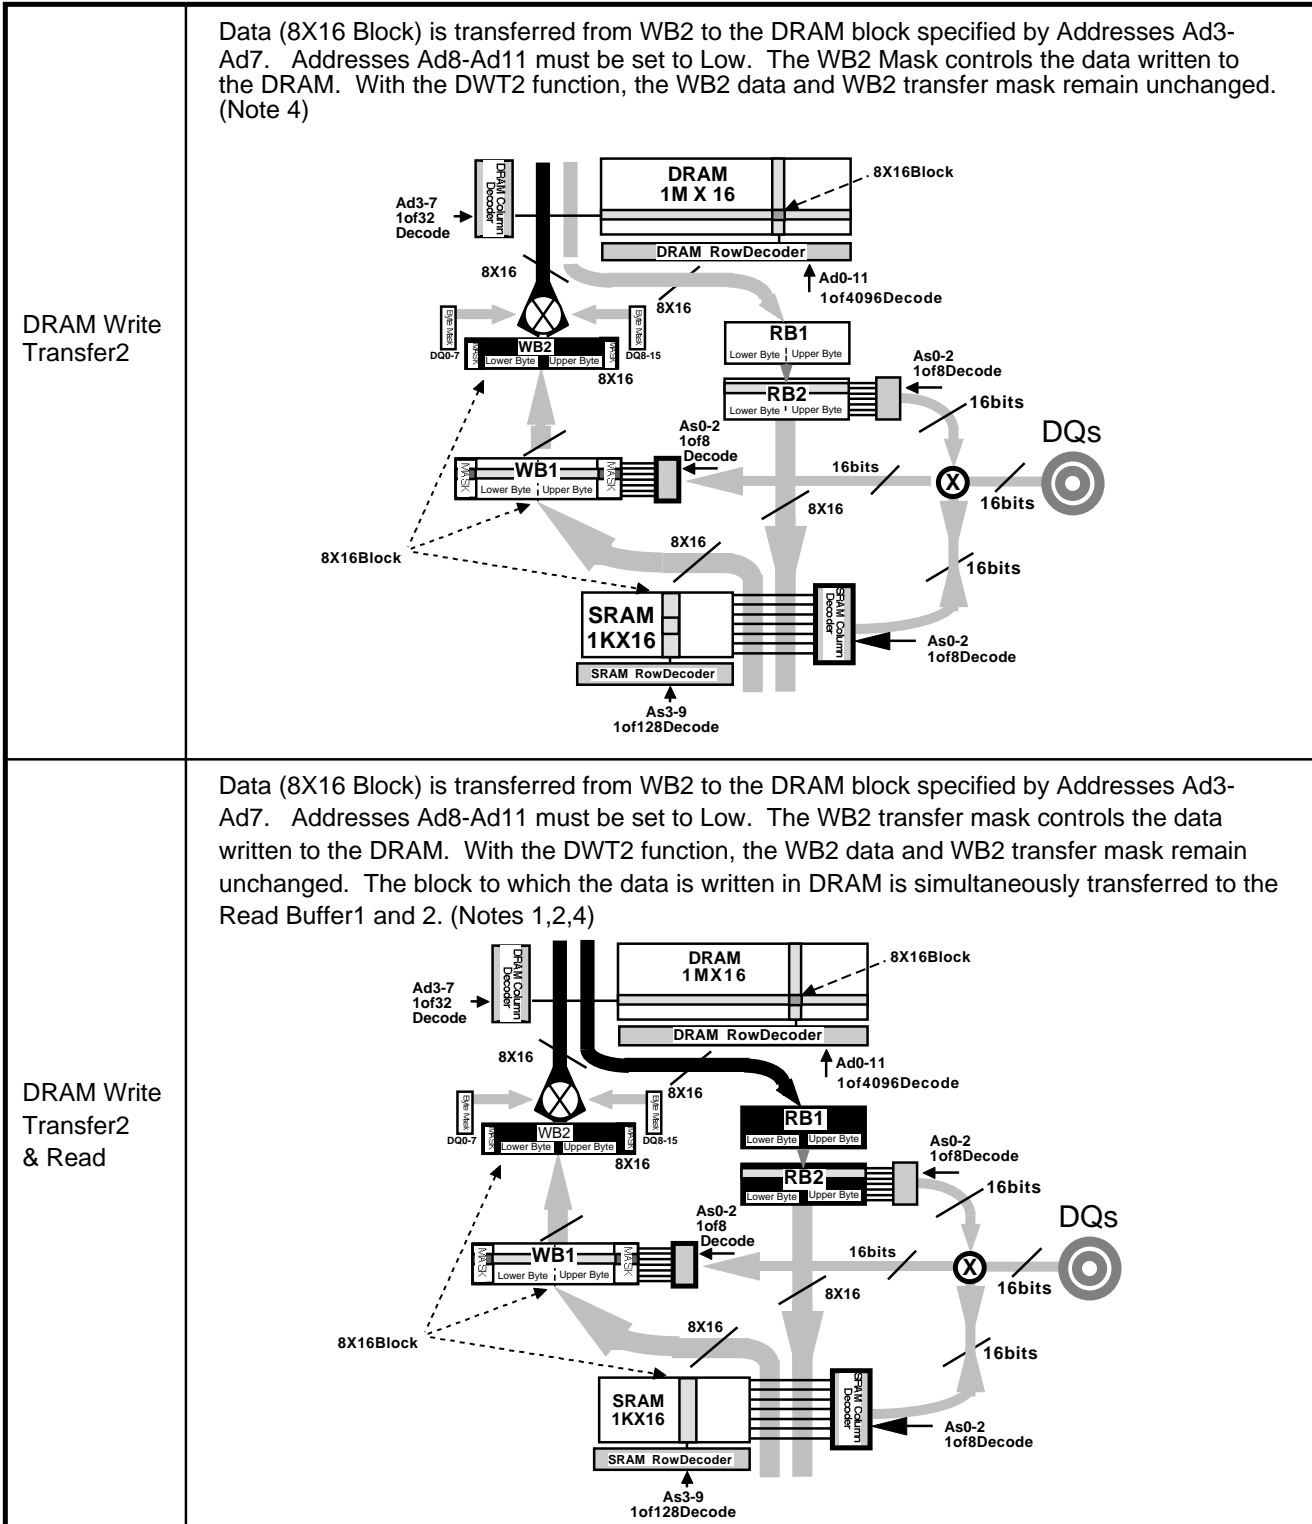 Data (8X16 Block) is transferred from WB2 to the DRAM block specified by Addresses Ad3-
Ad7.   Addresses Ad8-Ad11 must be set to Low.  The WB2 Mask controls the data written to
the DRAM.  With the DWT2 function, the WB2 data and WB2 transfer mask remain unchanged.
(Note 4)
DRAM Write
Transfer2
DRAM Column
Decoder
Ad3-7
1of32
Decode
DRAM
1M X 16
8X16Block
DRAM RowDecoder
8X16
8X16
Ad0-11
1of4096Decode
Byte Mask
Byte Mask
DQ0-7
DQ8-15
MASK
WB2
MASK
Lower Byte
Upper Byte
8X16
RB1
Lower Byte
Upper Byte
As0-2
1of8Decode
RB2
Lower Byte
Upper Byte
16bits
DQs
As0-2
1of8
Decode
MASK
WB1
MASK
Lower Byte
Upper Byte
16bits
X
16bits
8X16
8X16Block
8X16
16bits
SRAM
1KX16
SRAM Column
Decoder
As0-2
1of8Decode
SRAM RowDecoder
As3-9
1of128Decode
Data (8X16 Block) is transferred from WB2 to the DRAM block specified by Addresses Ad3-
Ad7.   Addresses Ad8-Ad11 must be set to Low.  The WB2 transfer mask controls the data
written to the DRAM.  With the DWT2 function, the WB2 data and WB2 transfer mask remain
unchanged.  The block to which the data is written in DRAM is simultaneously transferred to the
Read Buffer1 and 2. (Notes 1,2,4)
DRAM Write
Transfer2
& Read
DRAM Column
Decoder
Ad3-7
1of32
Decode
DRAM
1MX16
8X16Block
DRAM RowDecoder
8X16
8X16
Ad0-11
1of4096Decode
Byte Mask
Byte Mask
DQ0-7
DQ8-15
MASK
WB2
MASK
Lower Byte
Upper Byte
8X16
RB1
Lower Byte
Upper Byte
As0-2
1of8Decode
RB2
Lower Byte
Upper Byte
16bits
DQs
As0-2
1of8
Decode
MASK
WB1
MASK
Lower Byte
Upper Byte
16bits
X
16bits
8X16
8X16Block
8X16
16bits
SRAM
1KX16
SRAM Column
Decoder
As0-2
1of8Decode
SRAM RowDecoder
As3-9
1of128Decode